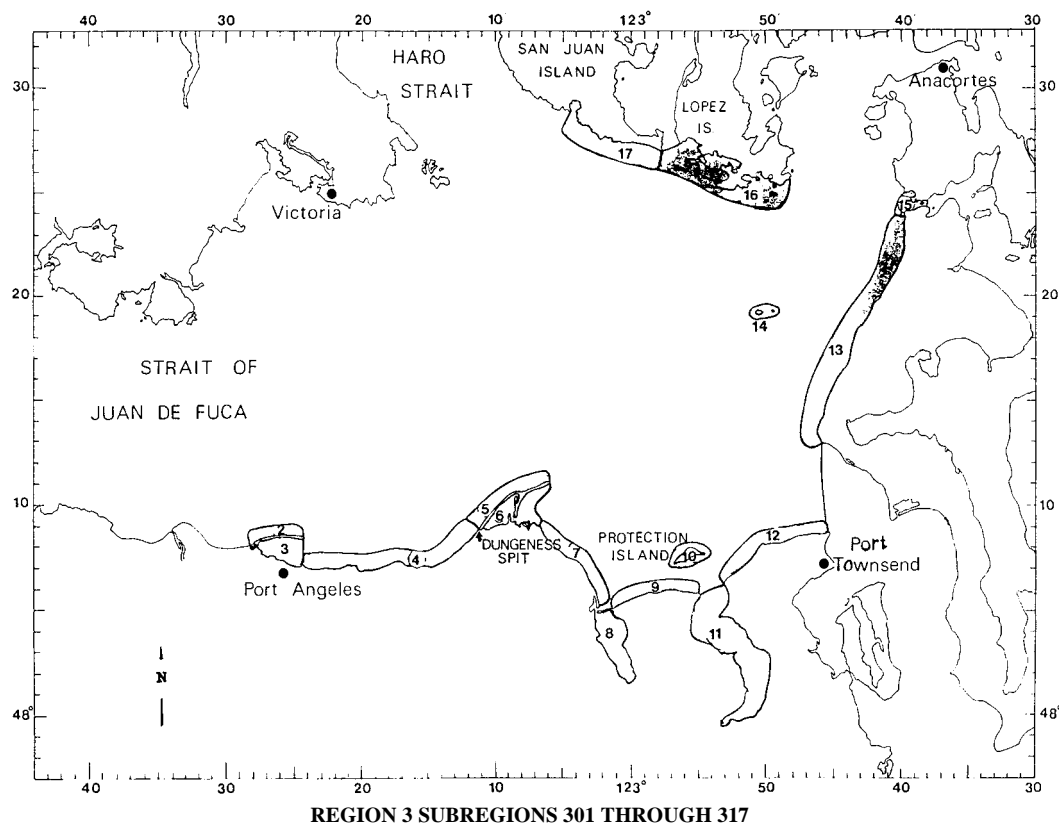 40 30 20 10 123° 50' 40' 30
HARO
STRAIT
SAN JUAN
ISLAND
LOPEZ
IS.
Anacortes
30 30
17
16
15
Victoria
20 20
14
13
STRAIT OF
JUAN DE FUCA
10 10
2
3
4
5
6
DUNGENESS
SPIT
7
8
9
PROTECTION
ISLAND
10
11
12
Port
Townsend
Port Angeles
N
48° 48°
40 30 20 10 123° 50 40 30
REGION 3 SUBREGIONS 301 THROUGH 317